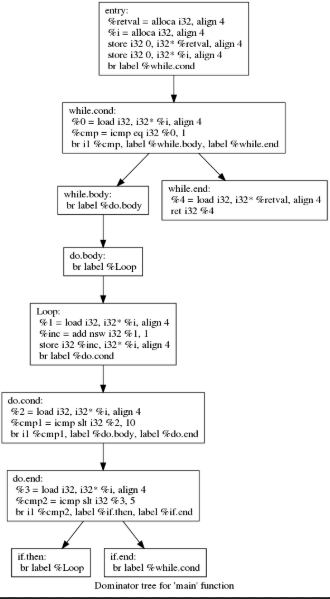 entry:
%retval = alloca i32, align 4
%i = alloca i32, align 4
store i32 0, i32* %retval, align 4
store i32 0, i32* %i, align 4
br label %while.cond
while.cond:
%0 = load i32, i32* %i, align 4
%cmp = icmp eq i32 %0, 1
br i1 %cmp, label %while.body, label %while.end
while.body:
br label %do.body
while.end:
%4 = load i32, i32* %retval, align 4
ret i32 %4
do.body:
br label %Loop
Loop:
%1 = load i32, i32* %i, align 4
%inc = add nsw i32 %1, 1
store i32 %inc, i32* %i, align 4
br label %do.cond
do.cond:
%2 = load i32, i32* %i, align 4
%cmp1 = icmp slt i32 %2, 10
br i1 %cmp1, label %do.body, label %do.end
do.end:
%3 = load i32, i32* %i, align 4
%cmp2 = icmp slt i32 %3, 5
br i1 %cmp2, label %if.then, label %if.end
if.then:
br label %Loop
if.end:
br label %while.cond
Dominator tree for 'main' function